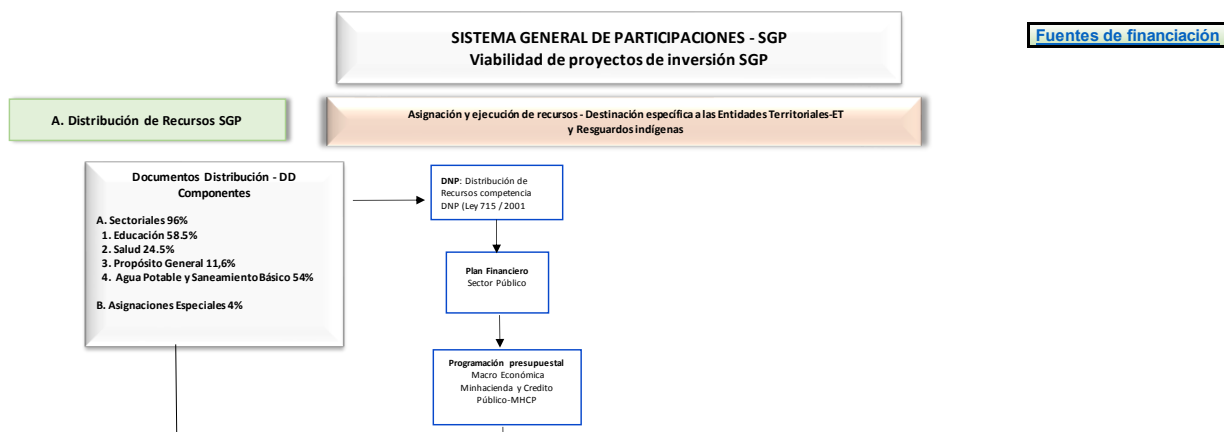 SISTEMA GENERAL DE PARTICIPACIONES - SGP
Viabilidad de proyectos de inversión SGP
Fuentes de financiación
A. Distribución de Recursos SGP
Asignación y ejecución de recursos - Destinación específica a las Entidades Territoriales-ET
y Resguardos indígenas
Documentos Distribución - DD
Componentes
A. Sectoriales 96%
1. Educación 58.5%
2. Salud 24.5%
3. Propósito General 11,6%
4. Agua Potable y Saneamiento Básico 54%
B. Asignaciones Especiales 4%
DNP: Distribución de
Recursos competencia
DNP (Ley 715 / 2001
Plan Financiero
Sector Público
Programación presupuestal
Macro Económica
Minhacienda y Credito
Público-MHCP